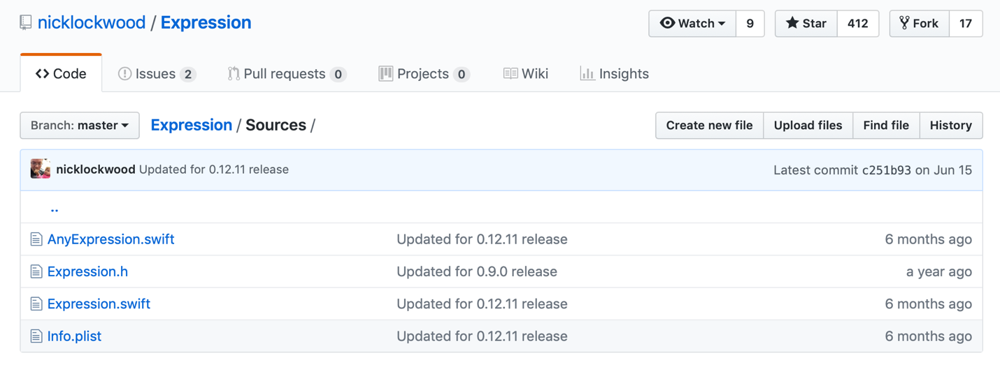 nicklockwood / Expression
Watch 9 Star 412 Fork 17
Code Issues 2 Pull requests 0 Projects 0 Wiki Insights
Branch: master Expression / Sources / Create new file Upload files Find file History
nicklockwood Updated for 0.12.11 release Latest commit c251b93 on Jun 15
..
AnyExpression.swift Updated for 0.12.11 release 6 months ago
Expression.h Updated for 0.9.0 release a year ago
Expression.swift Updated for 0.12.11 release 6 months ago
Info.plist Updated for 0.12.11 release 6 months ago